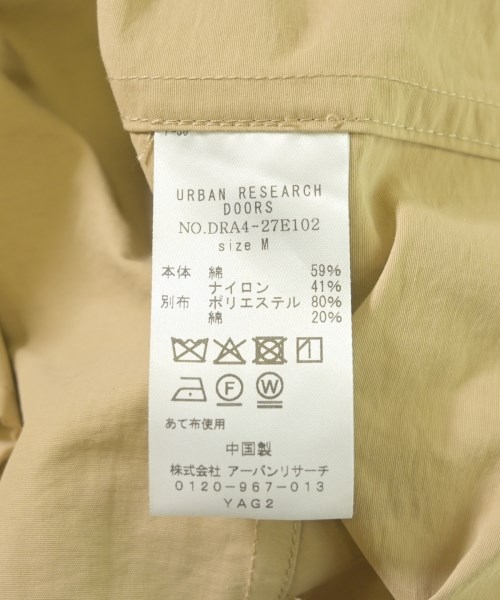 URBAN RESEARCH
DOORS
NO.DRA4-27E102
size M
本体 綿 59%
ナイロン 41%
別布 ポリエステル 80%
綿 20%
F W
あて布使用
中国製
株式会社 アーバンリサーチ
0120-967-013
YAG2